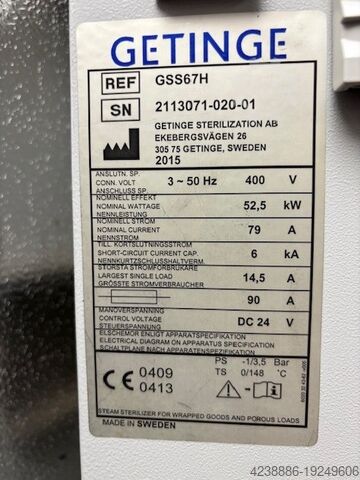 GETINGE
REF GSS67H
SN 2113071-020-01
GETINGE STERILIZATION AB
EKEBERGSVÄGEN 26
305 75 GETINGE, SWEDEN
2015
ANSLUTN. SP.
CONN. VOLT 3 ~ 50 Hz 400 V
ANSCHLUSS SP.
NOMINELL EFFEKT
NOMINAL WATTAGE 52,5 kW
NENNLEISTUNG
NOMINELL STRÖM
NOMINAL CURRENT 79 A
NENNSTROM
TILL. KORTSLUTNINGSSTRÖM
SHORT-CIRCUIT CURRENT CAP. 6 kA
NENNKURTZSCHLUSSHALTVERM.
STÖRSTA STRÖMFÖRBRUKARE
LARGEST SINGLE LOAD 14,5 A
GRÖSSTE STROMVERBRAUCHER
90 A
MANÖVERSPÄNNING
CONTROL VOLTAGE DC 24 V
STEUERSPANNUNG
ELSCHEMOR ENLIGT APPARATSPECIFIKATION
ELECTRICAL DIAGRAM ON APPARATUS SPECIFICATION
SCHALTPLÄNE NACH APPARATSPEZIFIKATION
CE 0409
0413
PS -1/3,5 Bar
TS 0/148 °C
STEAM STERILIZER FOR WRAPPED GOODS AND POROUS LOADS.
MADE IN SWEDEN
4238886-19249606